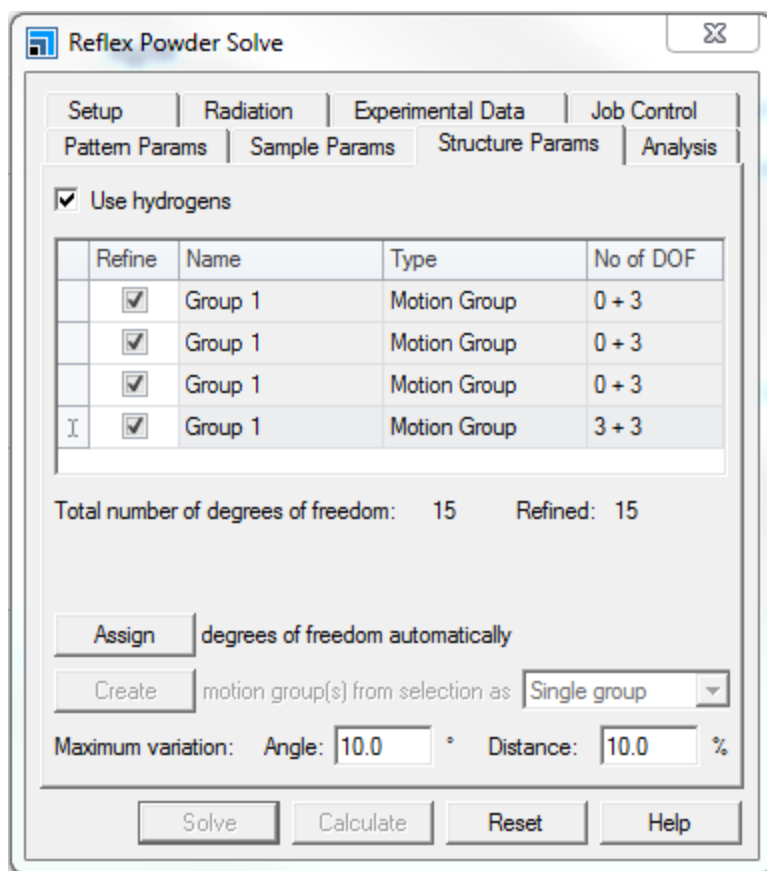 Reflex Powder Solve
Setup Radiation Experimental Data Job Control
Pattern Params Sample Params Structure Params Analysis
Use hydrogens
Refine Name Type No of DOF
Group 1 Motion Group 0 + 3
Group 1 Motion Group 0 + 3
Group 1 Motion Group 0 + 3
Group 1 Motion Group 3 + 3
Total number of degrees of freedom: 15 Refined: 15
Assign degrees of freedom automatically
Create motion group(s) from selection as Single group
Maximum variation: Angle: 10.0 ° Distance: 10.0 %
Solve Calculate Reset Help